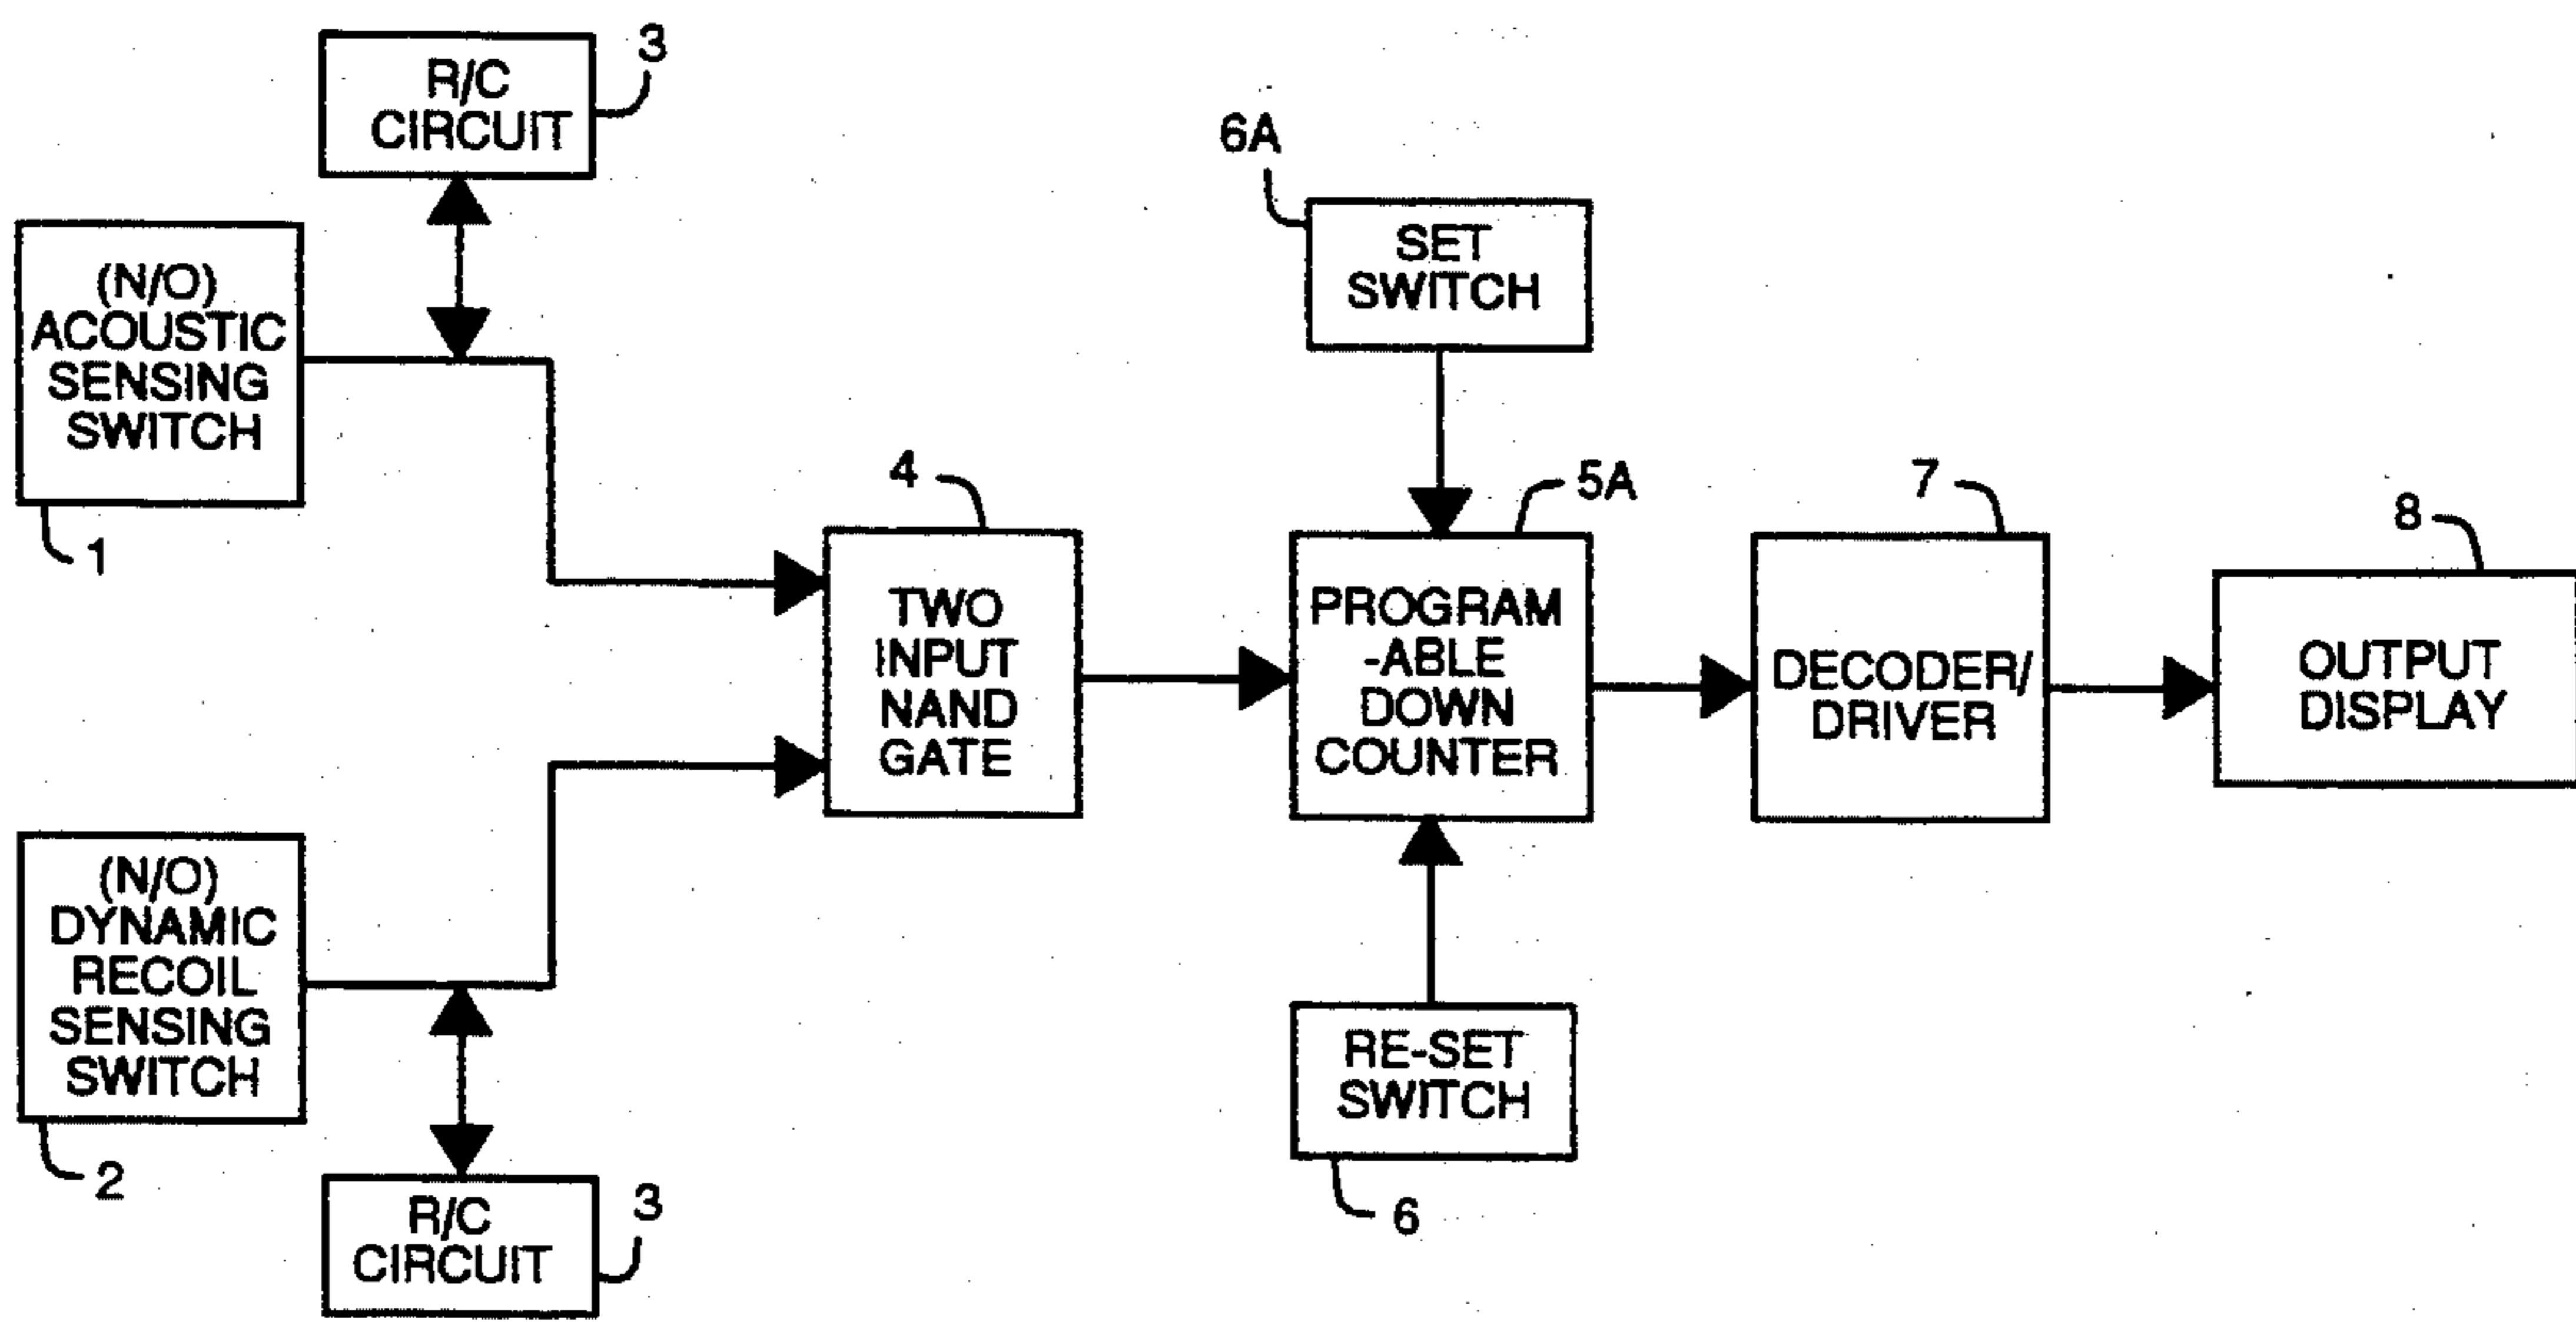 R/C
CIRCUIT
3
(N/O)
ACOUSTIC
SENSING
SWITCH
1
6A
SET
SWITCH
4
TWO
INPUT
NAND
GATE
5A
PROGRAM
-ABLE
DOWN
COUNTER
7
DECODER/
DRIVER
8
OUTPUT
DISPLAY
(N/O)
DYNAMIC
RECOIL
SENSING
SWITCH
2
R/C
CIRCUIT
3
RE-SET
SWITCH
6